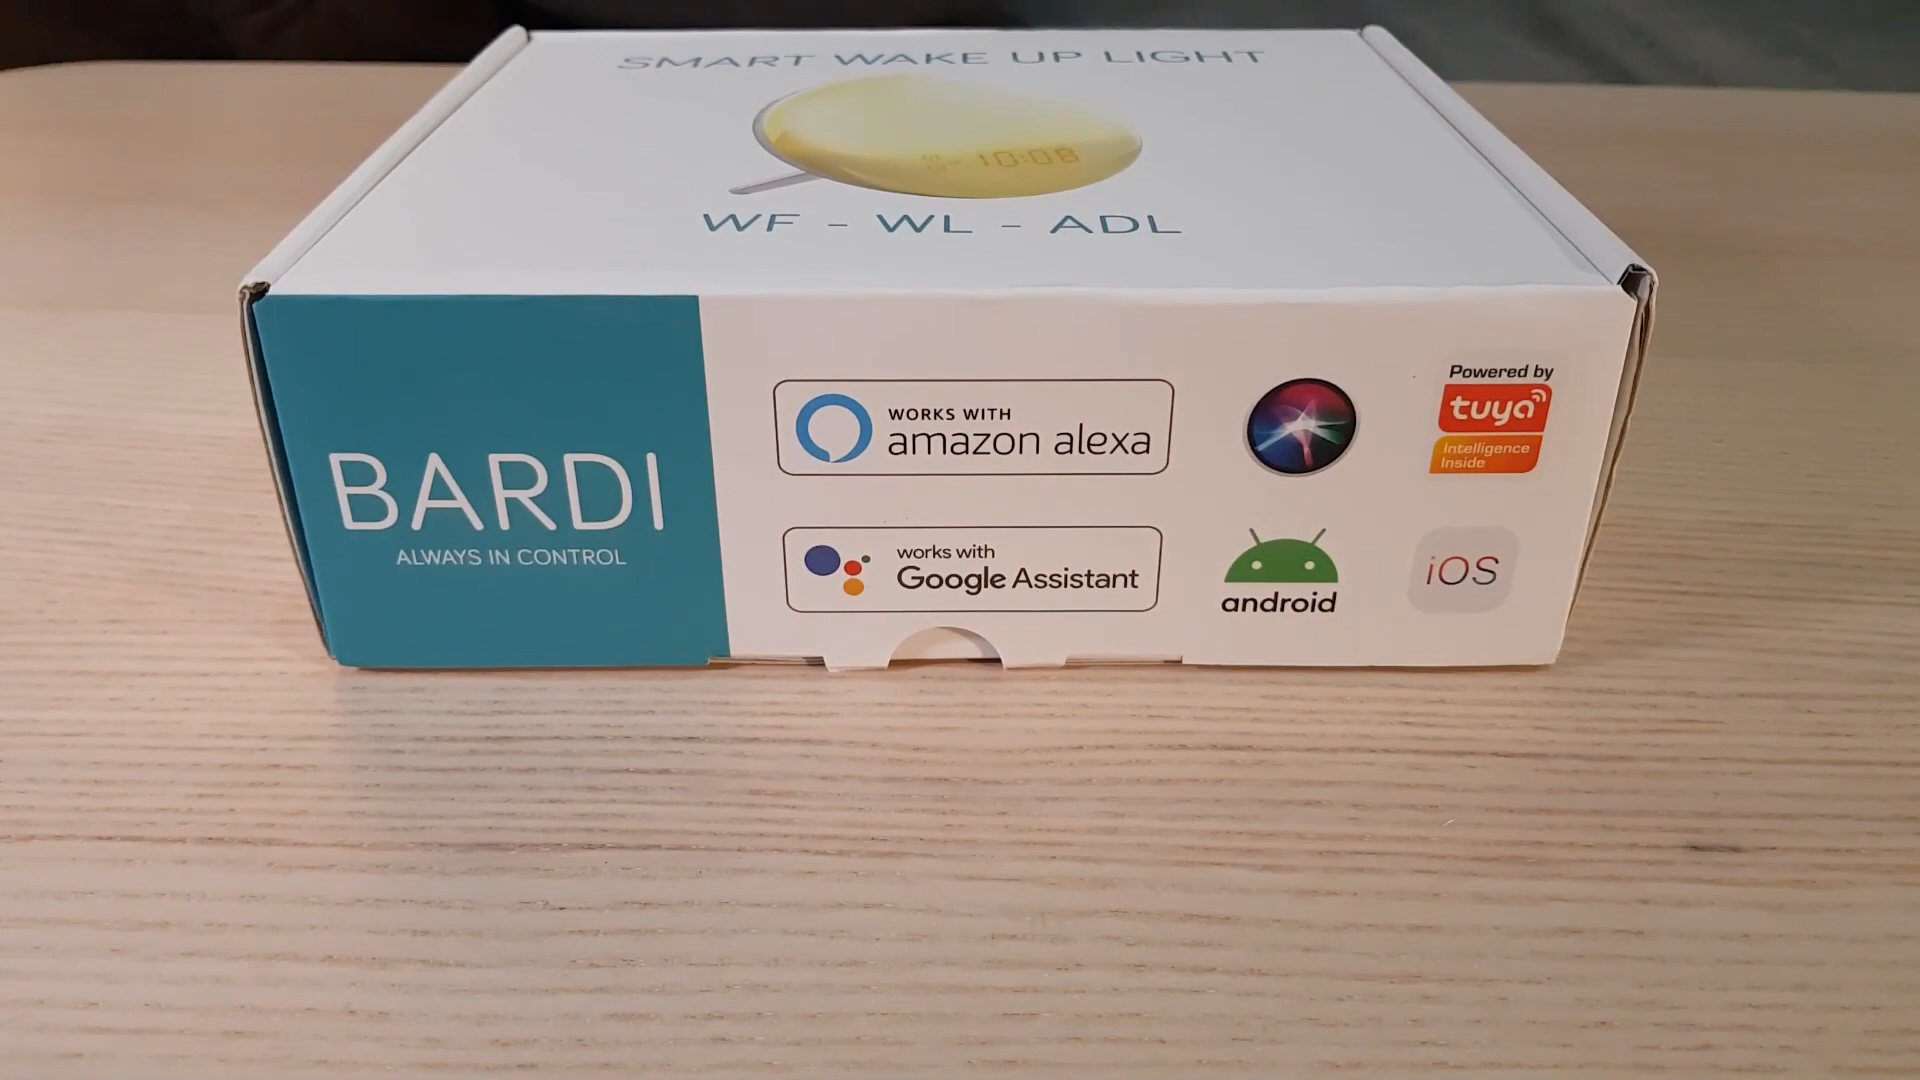 SMART WAKE UP LIGHT
10:08
WF - WL - ADL
BARDI
ALWAYS IN CONTROL
WORKS WITH
amazon alexa
works with
Google Assistant
android
Powered by
tuya
Intelligence
Inside
iOS